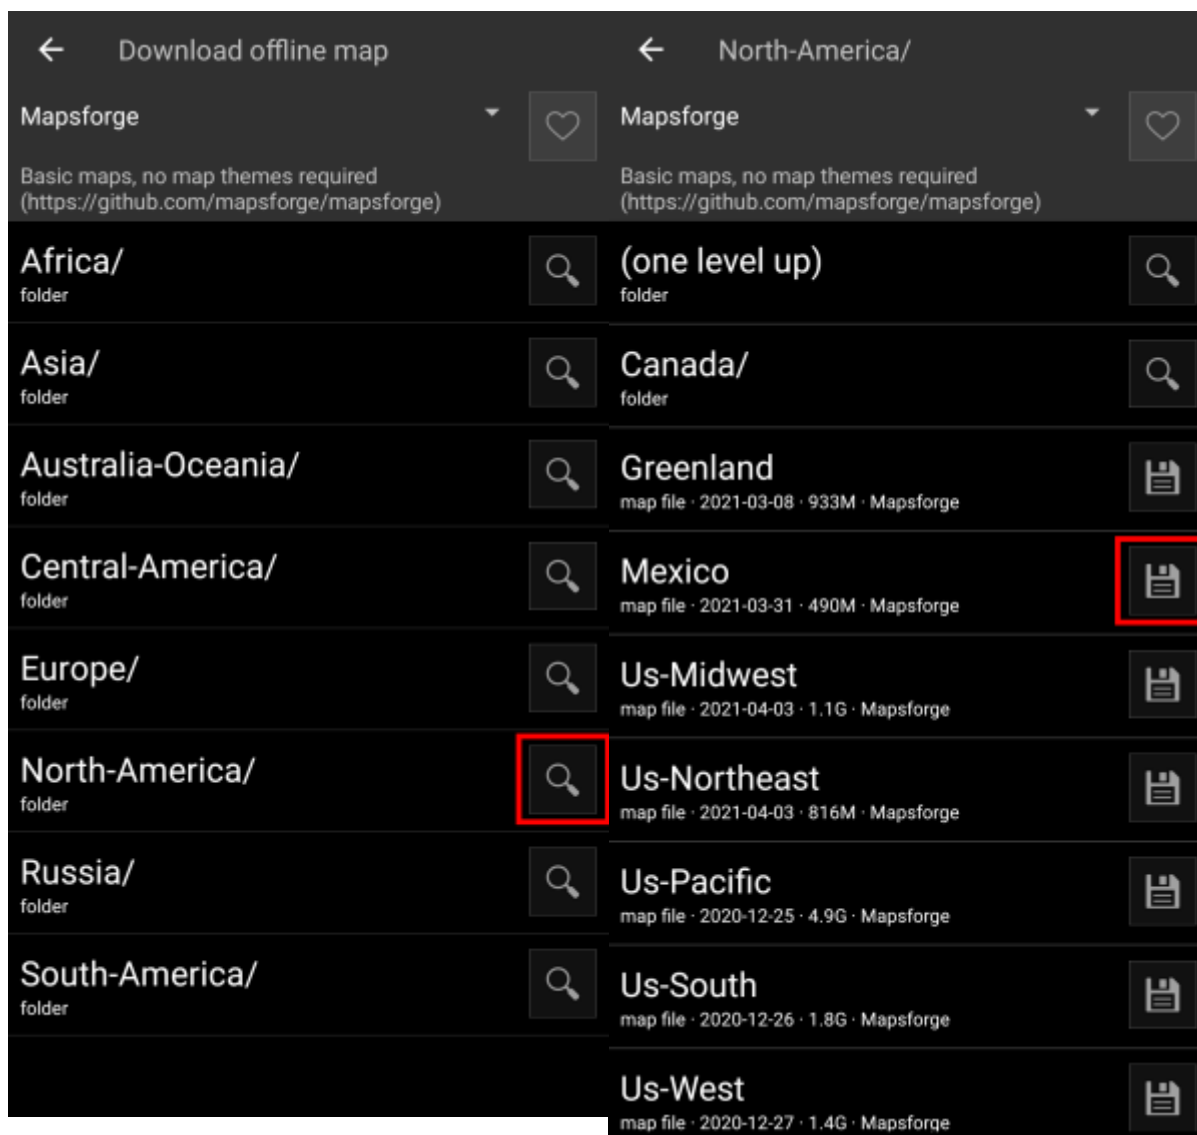 Download offline map
Mapsforge
Basic maps, no map themes required
(https://github.com/mapsforge/mapsforge)
Africa/
folder
Asia/
folder
Australia-Oceania/
folder
Central-America/
folder
Europe/
folder
North-America/
folder
Russia/
folder
South-America/
folder
North-America/
Mapsforge
Basic maps, no map themes required
(https://github.com/mapsforge/mapsforge)
(one level up)
folder
Canada/
folder
Greenland
map file · 2021-03-08 · 933M · Mapsforge
Mexico
map file · 2021-03-31 · 490M · Mapsforge
Us-Midwest
map file · 2021-04-03 · 1.1G · Mapsforge
Us-Northeast
map file · 2021-04-03 · 816M · Mapsforge
Us-Pacific
map file · 2020-12-25 · 4.9G · Mapsforge
Us-South
map file · 2020-12-26 · 1.8G · Mapsforge
Us-West
map file · 2020-12-27 · 1.4G · Mapsforge